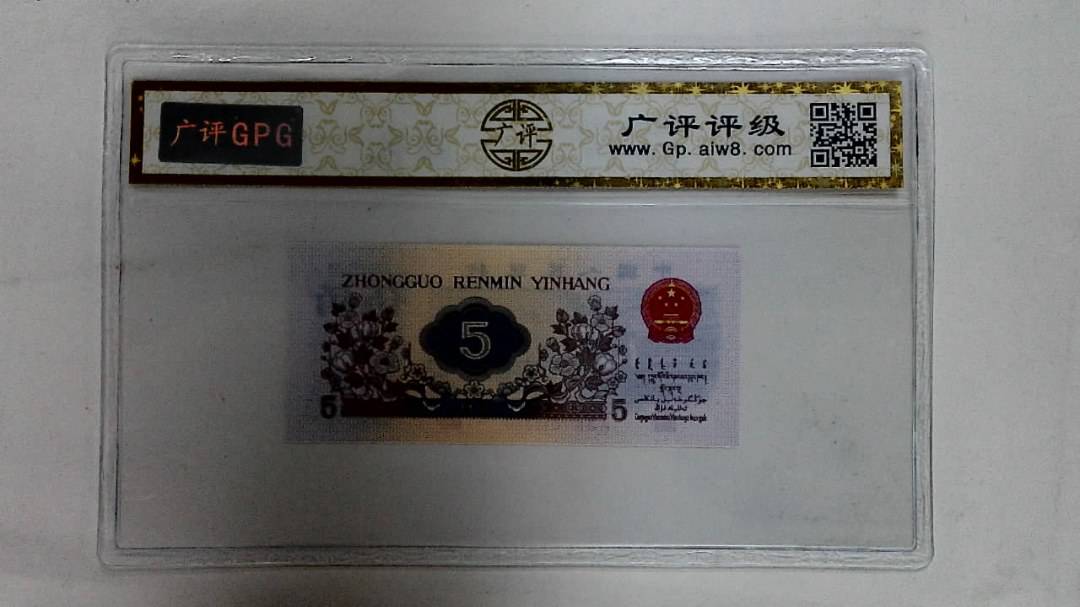 广评GPG
广评
广评评级
www.Gp.aiw8.com
ZHONGGUO RENMIN YINHANG
5
5
5